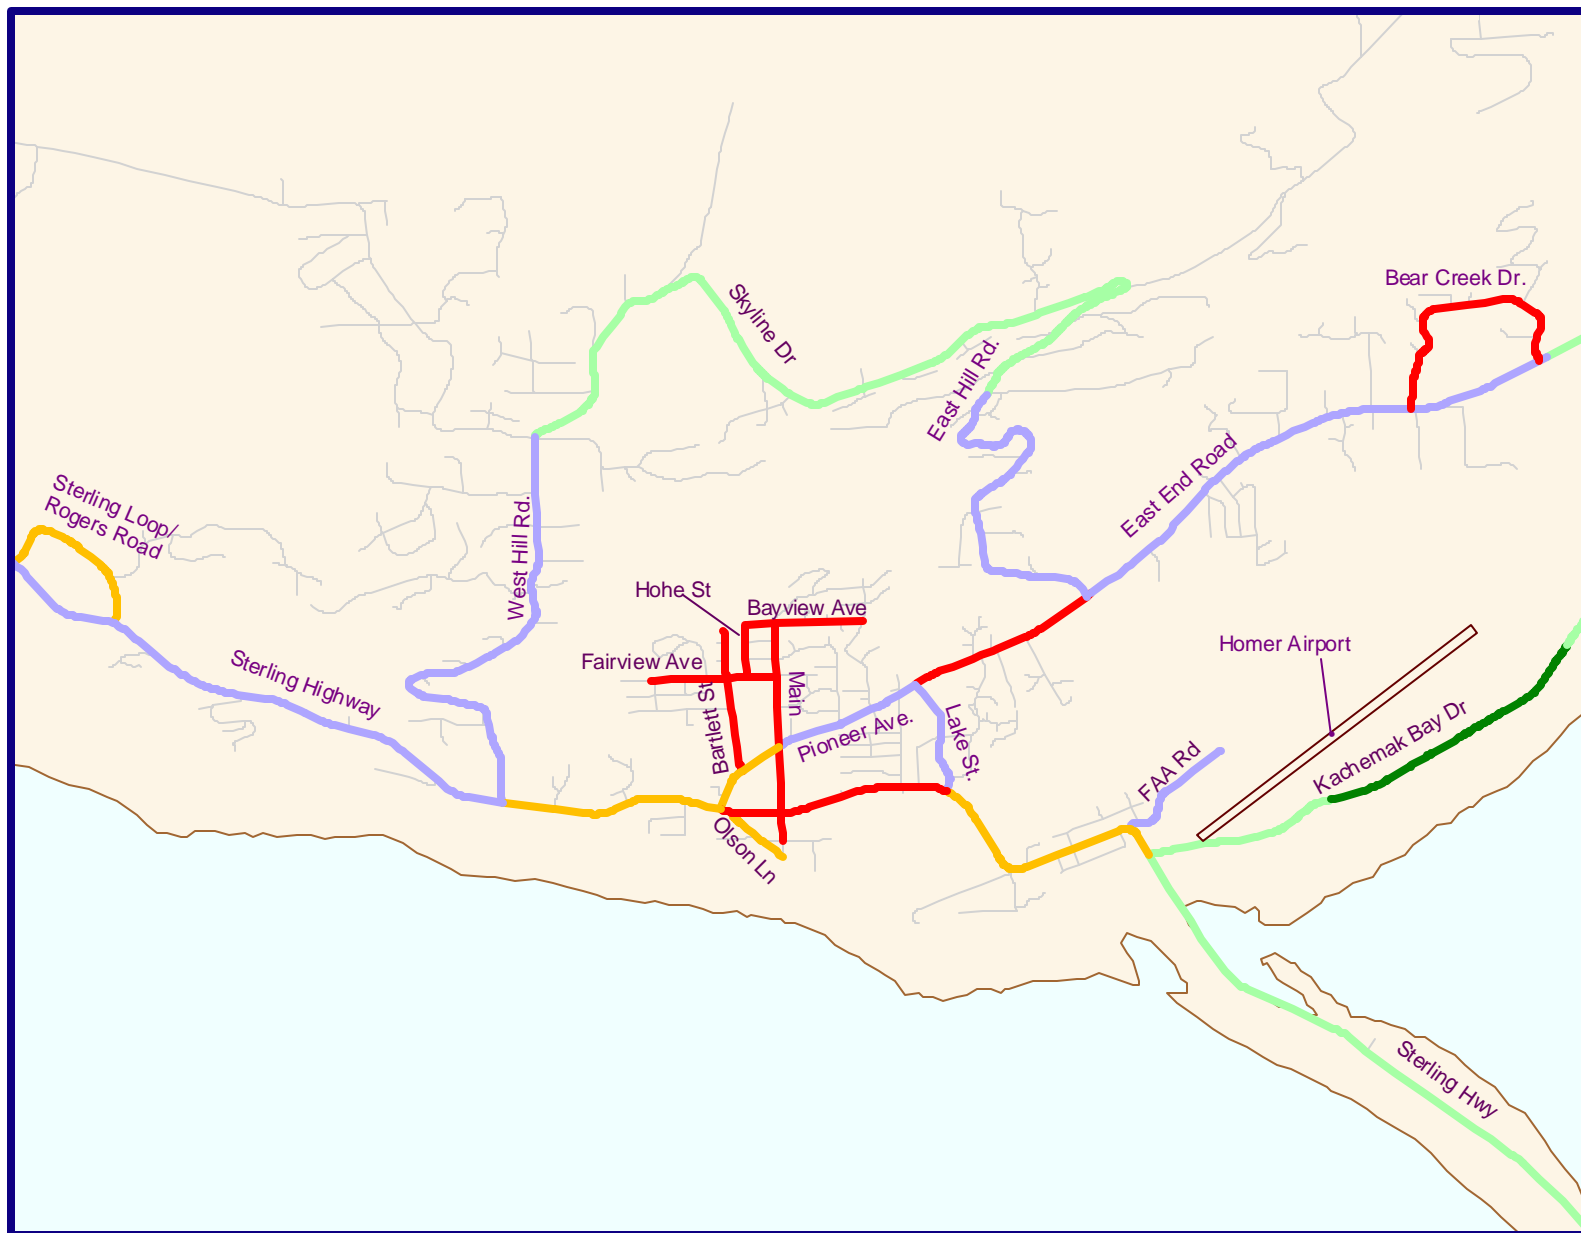 Bear Creek Dr.
Skyline Dr
East Hill Rd.
East End Road
Sterling Loop/
Rogers Road
West Hill Rd.
Hohe St
Bayview Ave
Fairview Ave
Homer Airport
Sterling Highway
Bartlett St
Main
Pioneer Ave.
Lake St.
Kachemak Bay Dr
FAA Rd
Olson Ln
Sterling Hwy